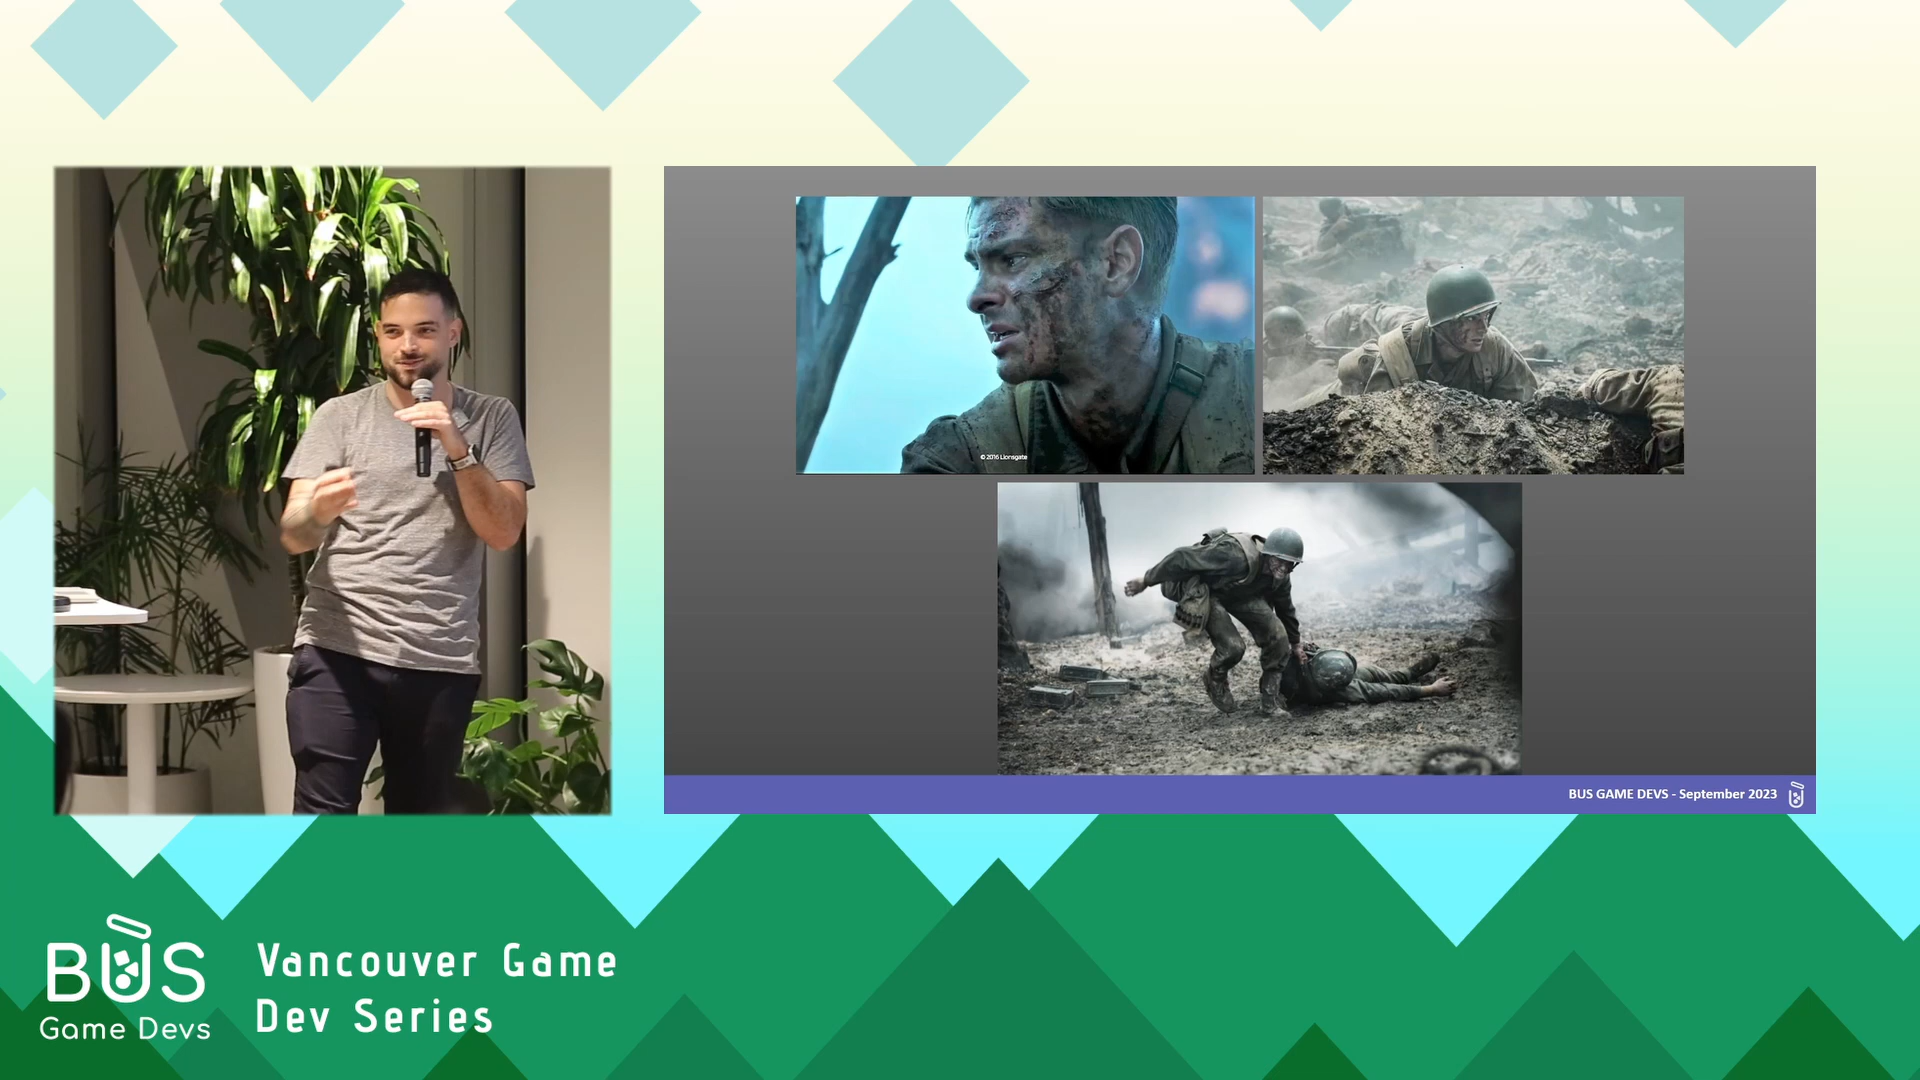 © 2016 Lionsgate
BUS GAME DEVS - September 2023
BUS
Game Devs
Vancouver Game
Dev Series